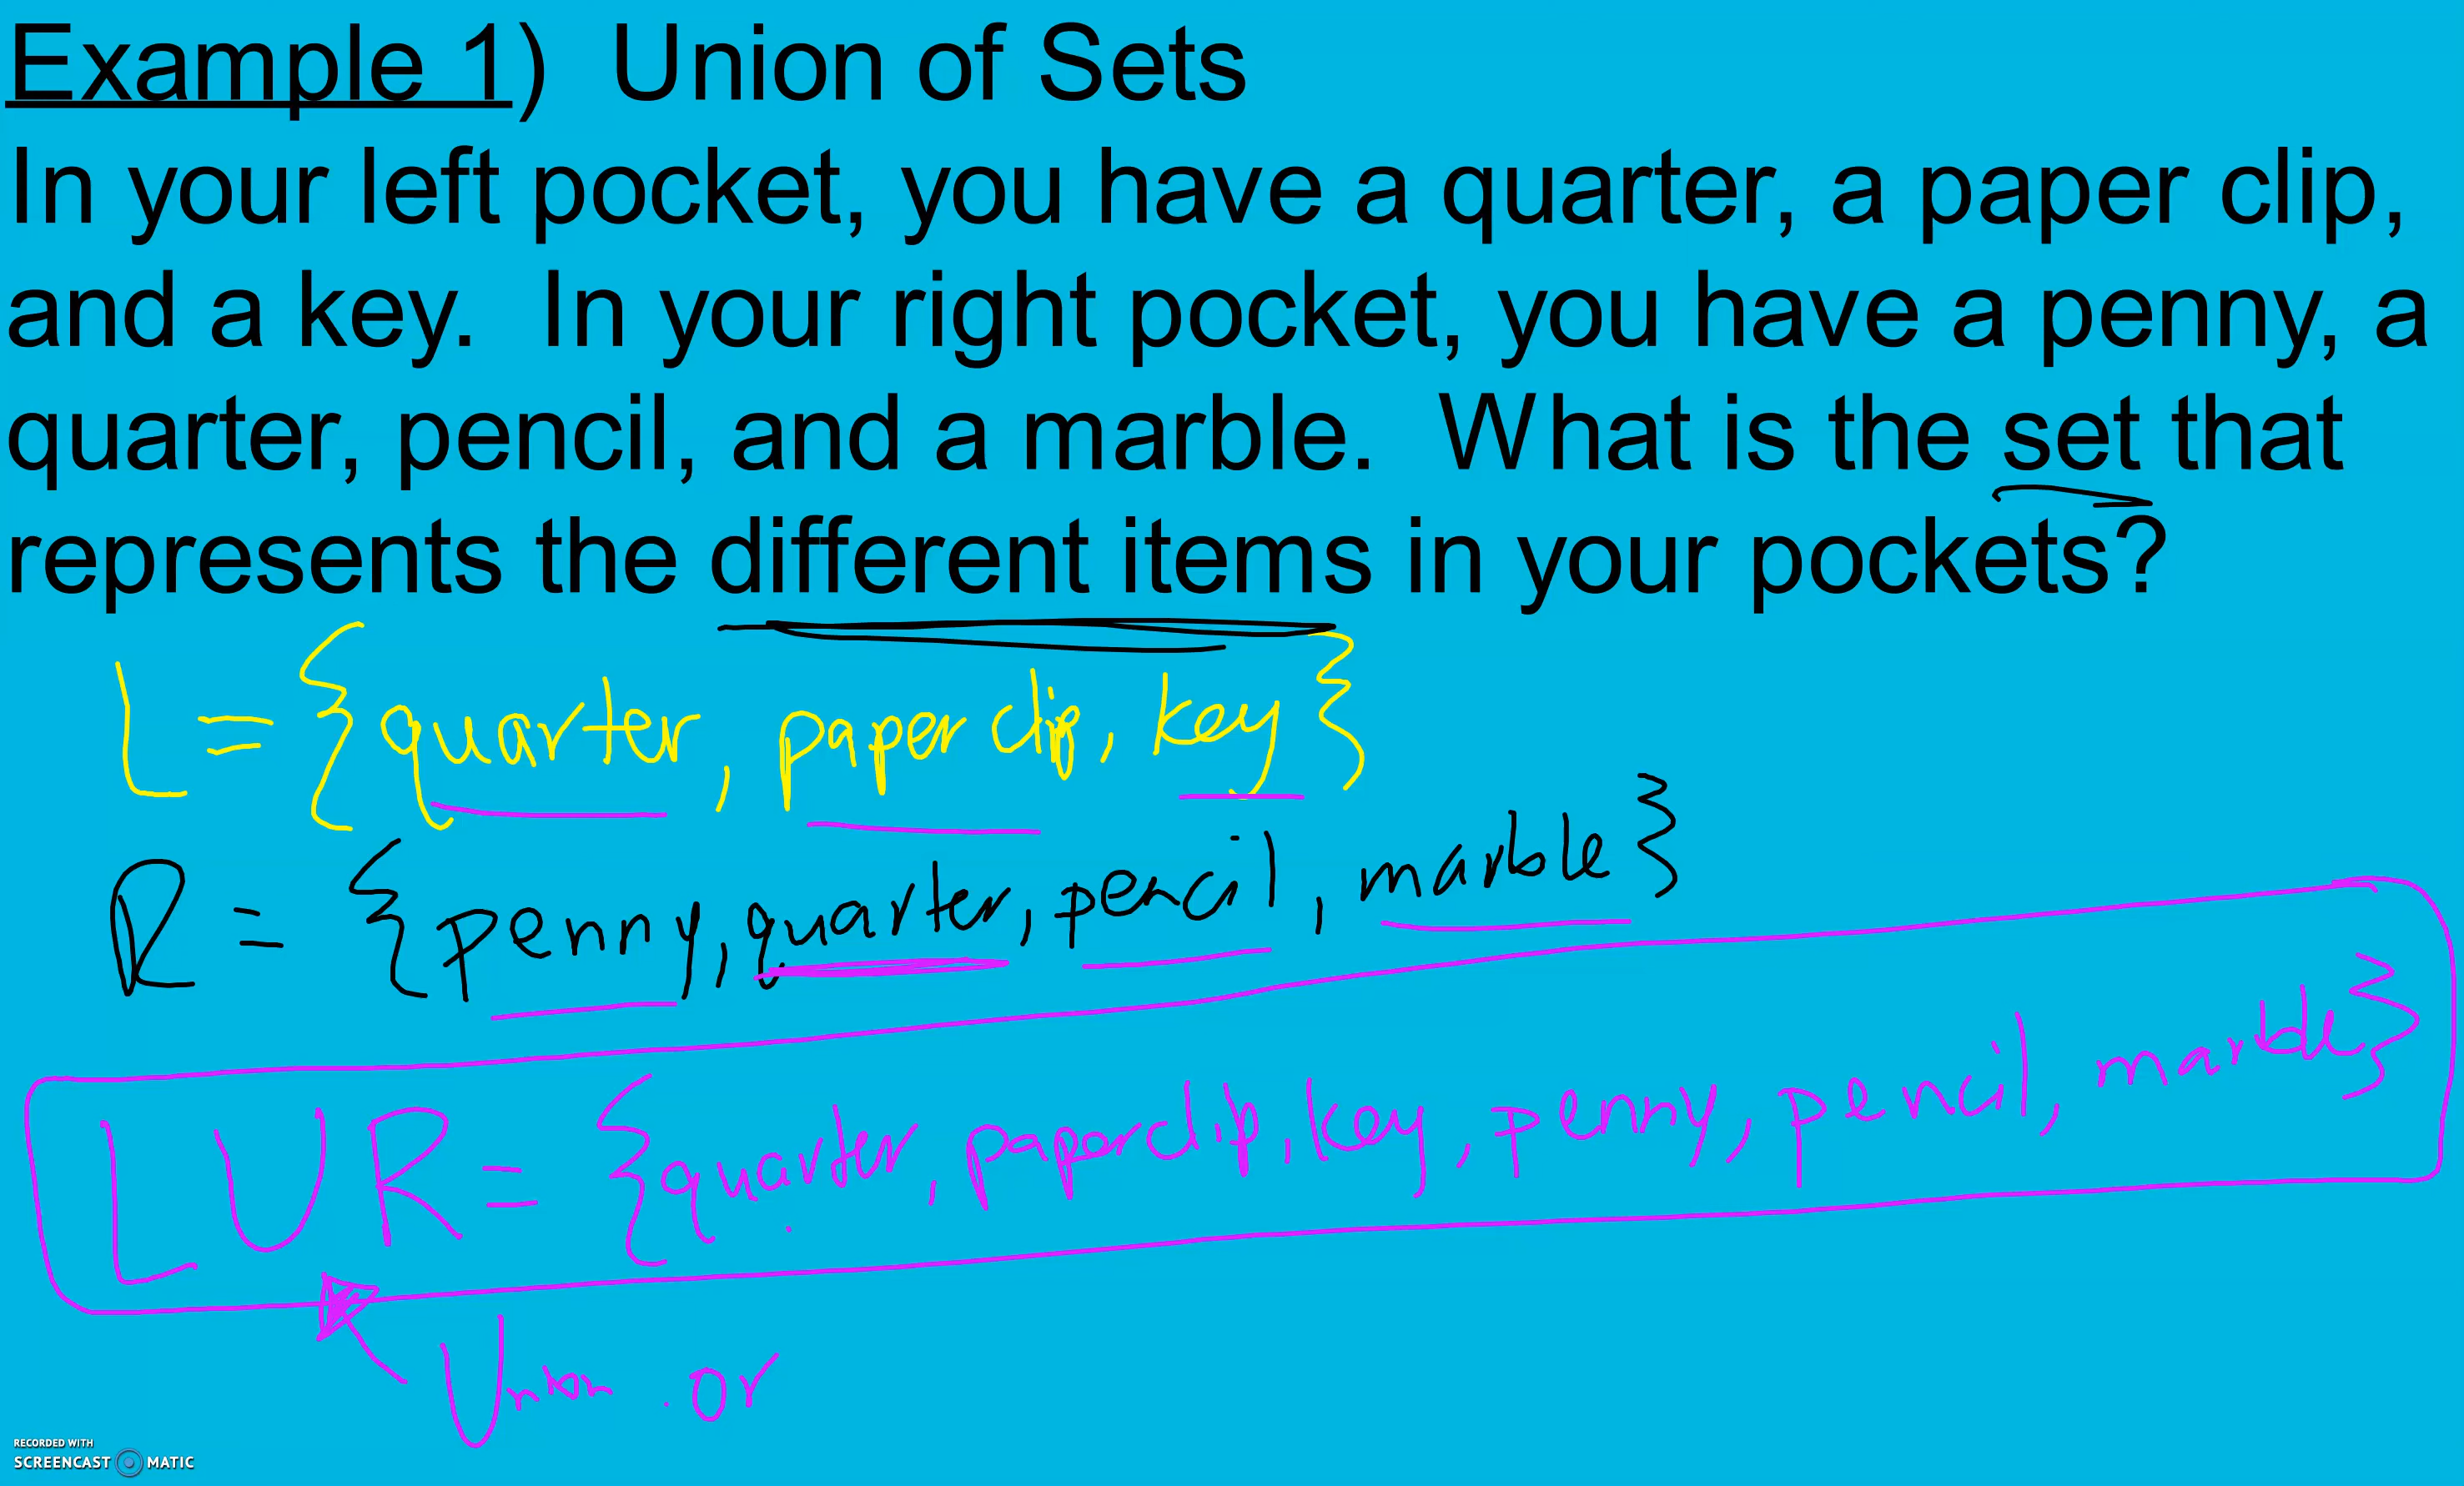 Example 1) Union of Sets
In your left pocket, you have a quarter, a paper clip,
and a key. In your right pocket, you have a penny, a
quarter, pencil, and a marble. What is the set that
represents the different items in your pockets?
L = {quarter, paper clip, key}
R = {penny, quarter, pencil, marble}
L U R = {quarter, paperclip, key, penny, pencil, marble}
Union or
RECORDED WITH
SCREENCAST MATIC